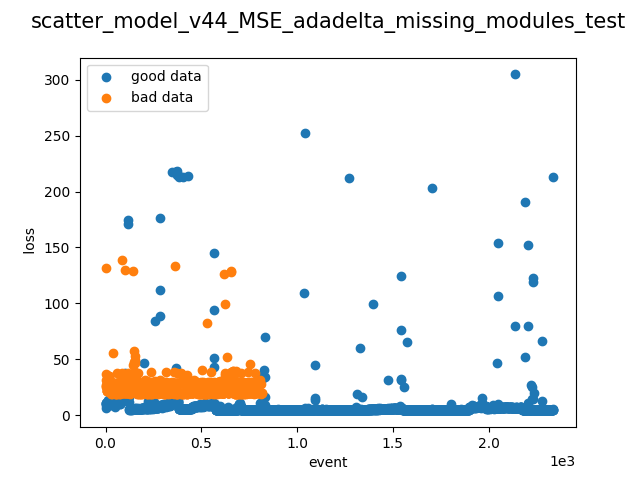 scatter_model_v44_MSE_adadelta_missing_modules_test
good data
bad data
300
250
200
150
100
50
0
loss
0.0 0.5 1.0 1.5 2.0
1e3
event